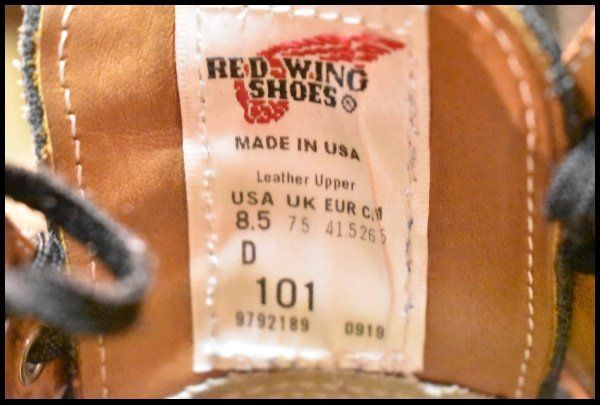 RED WING
SHOES®
MADE IN USA
Leather Upper
USA UK EUR C.M
8.5 7.5 41.5 26.5
D
101
9792189 0919